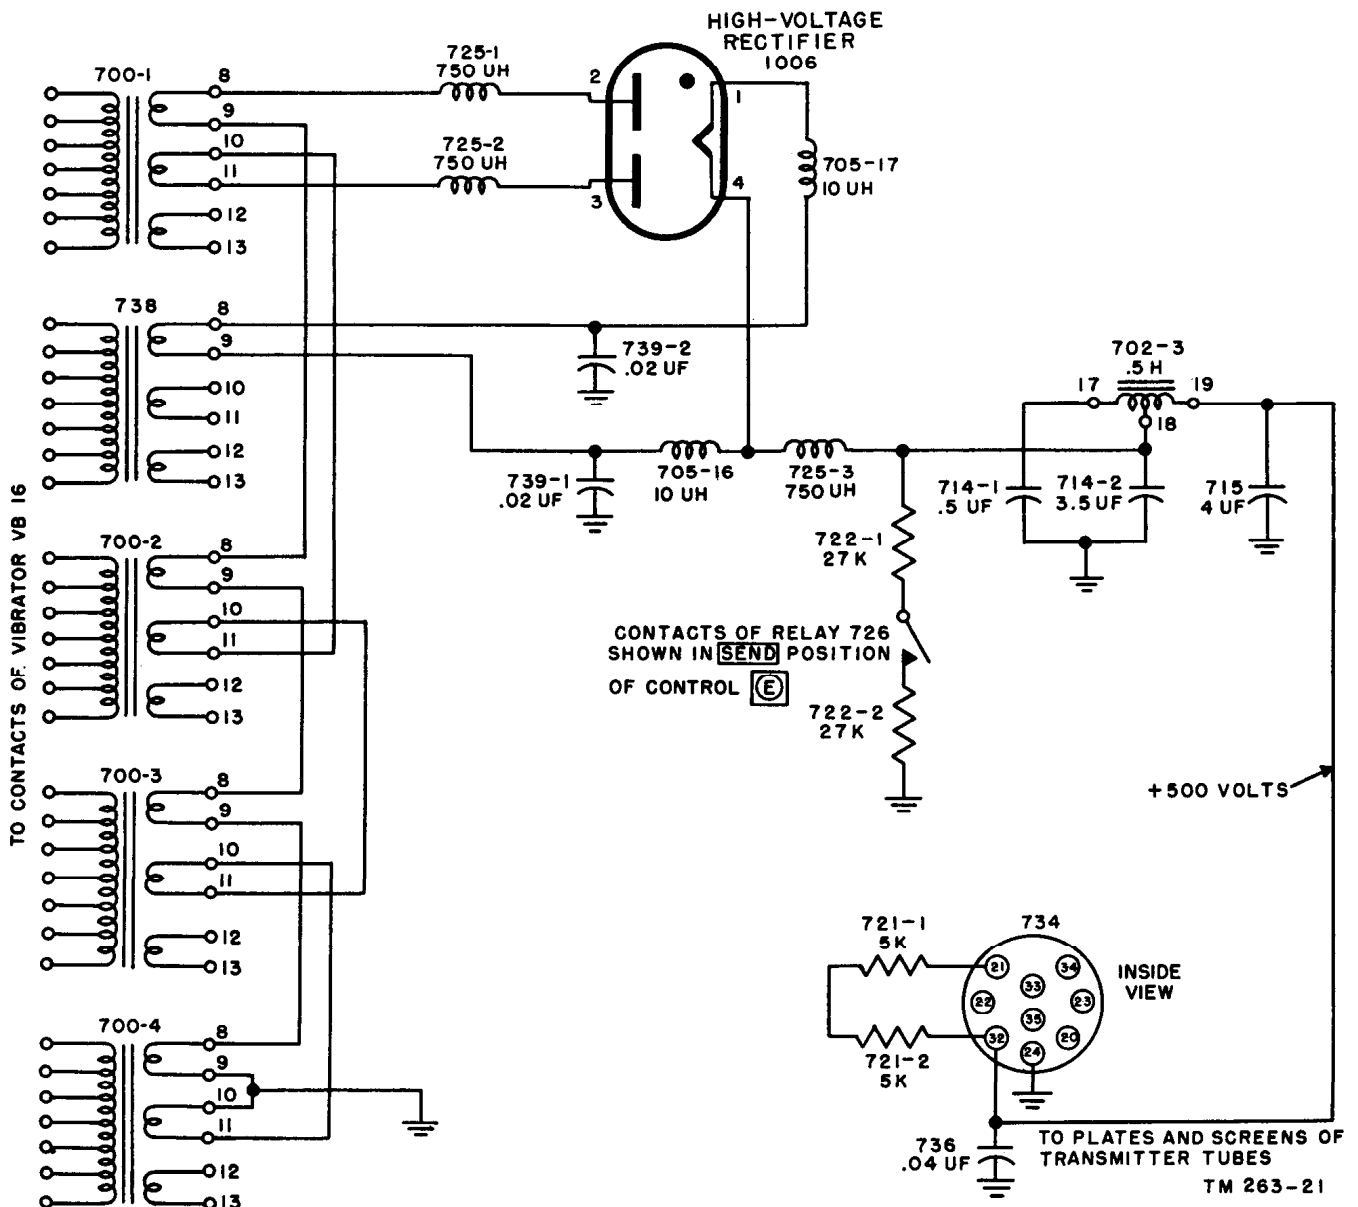 HIGH-VOLTAGE
RECTIFIER
1006
725-1
750 UH
2
1
725-2
750 UH
3
4
705-17
10 UH
700-1
8
9
10
11
12
13
738
8
9
10
11
12
13
739-2
.02 UF
702-3
.5 H
17
19
18
739-1
.02 UF
705-16
10 UH
725-3
750 UH
714-1
.5 UF
714-2
3.5 UF
715
4 UF
TO CONTACTS OF. VIBRATOR VB 16
700-2
8
9
10
11
12
13
722-1
27 K
CONTACTS OF RELAY 726
SHOWN IN SEND POSITION
OF CONTROL E
722-2
27 K
700-3
8
9
10
11
12
13
+500 VOLTS
721-1
5K
734
INSIDE
VIEW
21
34
33
22
23
35
32
20
24
721-2
5K
700-4
8
9
10
11
12
13
736
.04 UF
TO PLATES AND SCREENS OF
TRANSMITTER TUBES
TM 263-21